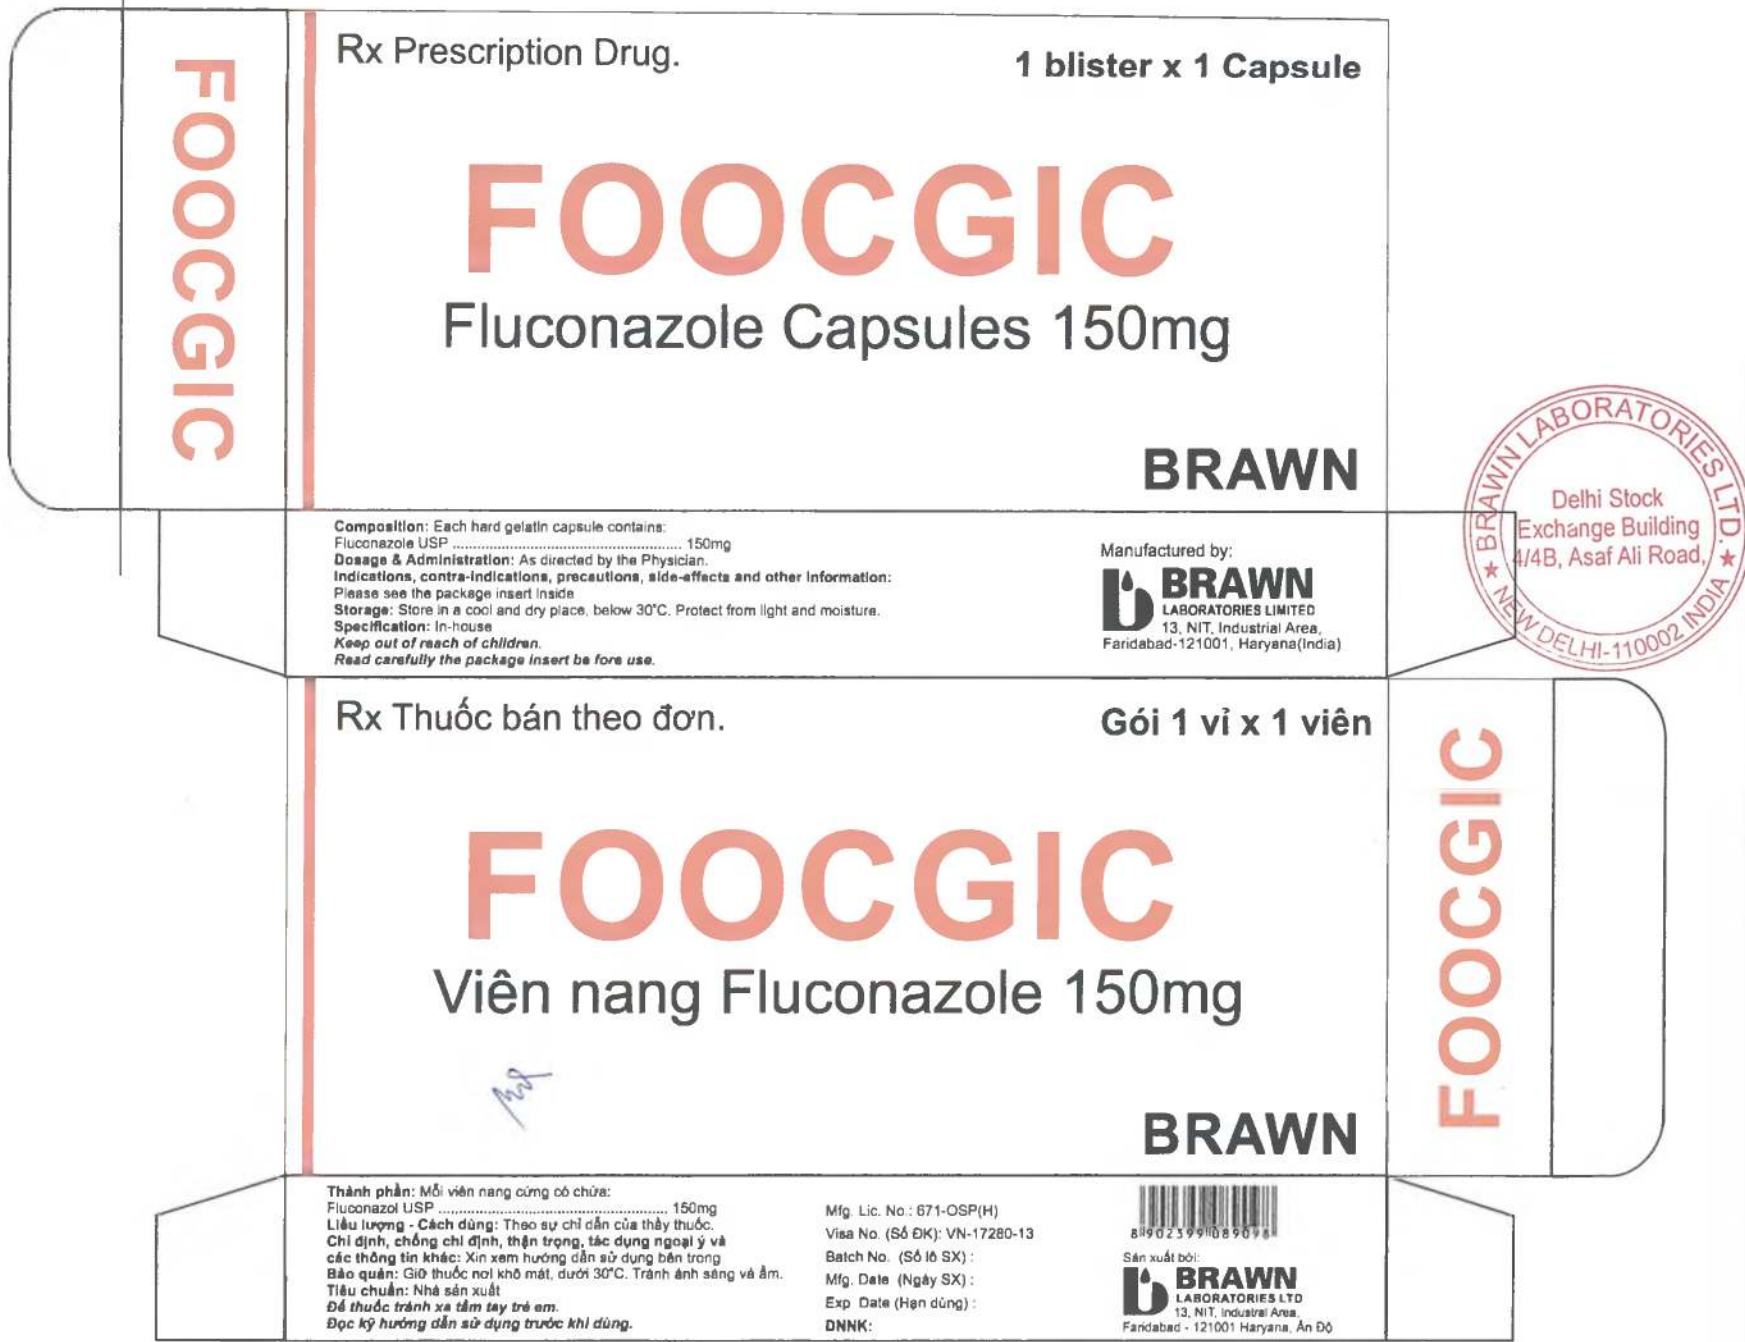 FOOCGIC
Rx Prescription Drug.
1 blister x 1 Capsule
FOOCGIC
Fluconazole Capsules 150mg
BRAWN
Composition: Each hard gelatin capsule contains:
Fluconazole USP .................................................... 150mg
Dosage & Administration: As directed by the Physician.
Indications, contra-indications, precautions, side-effects and other Information:
Please see the package insert Inside
Storage: Store in a cool and dry place, below 30°C. Protect from light and moisture.
Specification: In-house
Keep out of reach of children.
Read carefully the package insert be fore use.
Manufactured by:
BRAWN
LABORATORIES LIMITED
13, NIT, Industrial Area,
Faridabad-121001, Haryana(India)
★ BRAWN LABORATORIES LTD. ★
NEW DELHI-110002 INDIA
Delhi Stock
Exchange Building
4/4B, Asaf Ali Road,
Rx Thuốc bán theo đơn.
Gói 1 vỉ x 1 viên
FOOCGIC
Viên nang Fluconazole 150mg
BRAWN
FOOCGIC
Thành phần: Mỗi viên nang cứng có chứa:
Fluconazol USP .................................................... 150mg
Liều lượng - Cách dùng: Theo sự chỉ dẫn của thầy thuốc.
Chỉ định, chống chỉ định, thận trọng, tác dụng ngoại ý và
các thông tin khác: Xin xem hướng dẫn sử dụng bên trong
Bảo quản: Giữ thuốc nơi khô mát, dưới 30°C. Tránh ánh sáng và ẩm.
Tiêu chuẩn: Nhà sản xuất
Để thuốc tránh xa tầm tay trẻ em.
Đọc kỹ hướng dẫn sử dụng trước khi dùng.
Mfg. Lic. No.: 671-OSP(H)
Visa No. (Số ĐK): VN-17280-13
Batch No. (Số lô SX) :
Mfg. Date (Ngày SX) :
Exp Date (Hạn dùng) :
DNNK:
8 902399 089098
Sản xuất bởi:
BRAWN
LABORATORIES LTD
13, NIT, Industral Area,
Faridabad - 121001 Haryana, Ấn Độ